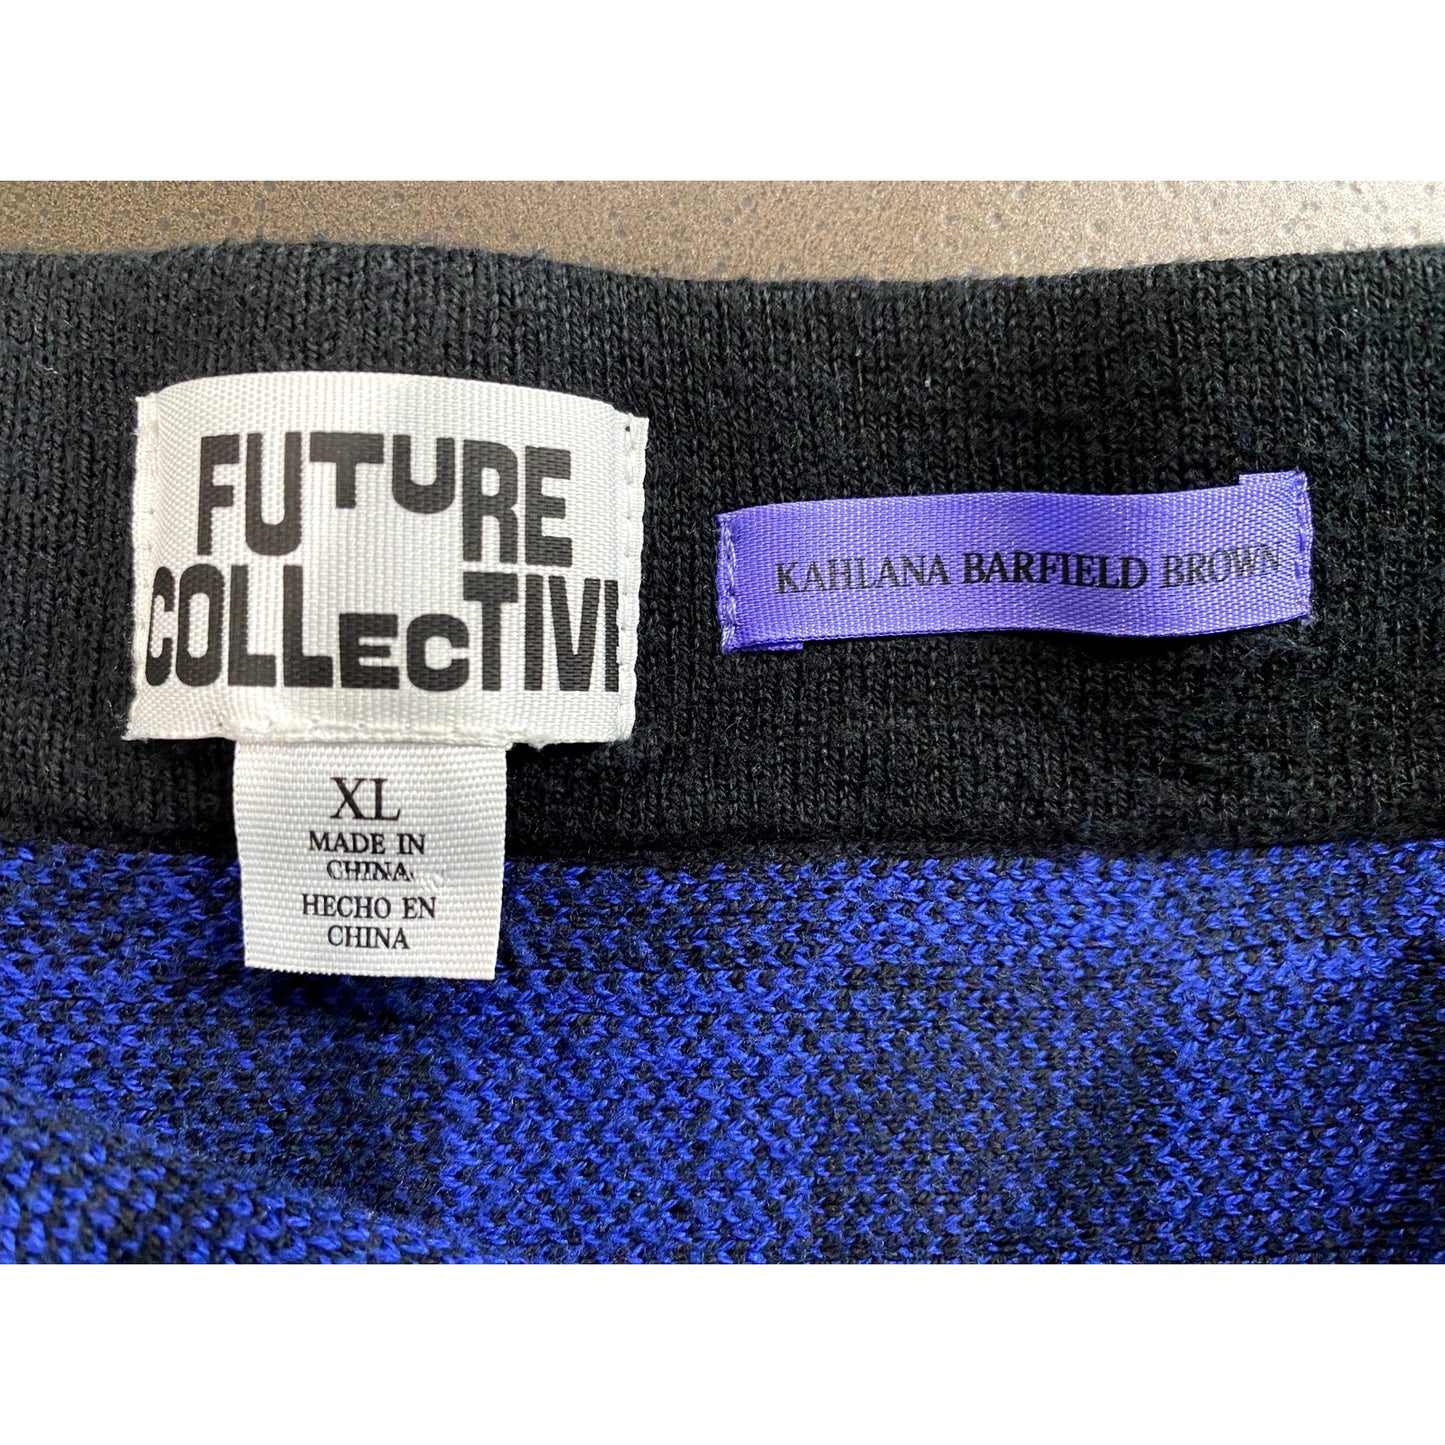 FUTURE
COLLECTIVE
KAHLANA BARFIELD BROWN
XL
MADE IN
CHINA
HECHO EN
CHINA